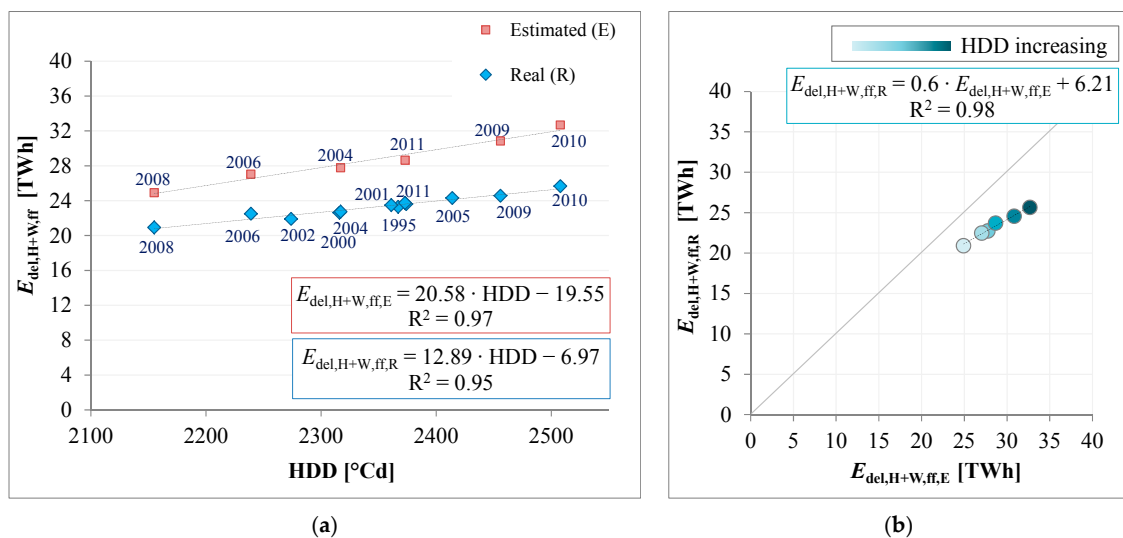 Estimated (E)
Real (R)
E_del,H+W,ff [TWh]
40
36
32
28
24
20
16
12
8
4
0
2008
2006
2004
2011
2009
2010
2008
2006
2002
2004
2000
2001
1995
2011
2005
2009
2010
E_del,H+W,ff,E = 20.58 · HDD − 19.55
R² = 0.97
E_del,H+W,ff,R = 12.89 · HDD − 6.97
R² = 0.95
2100 2200 2300 2400 2500
HDD [°Cd]
(a)
HDD increasing
E_del,H+W,ff,R = 0.6 · E_del,H+W,ff,E + 6.21
R² = 0.98
E_del,H+W,ff,R [TWh]
40
35
30
25
20
15
10
5
0
0 5 10 15 20 25 30 35 40
E_del,H+W,ff,E [TWh]
(b)